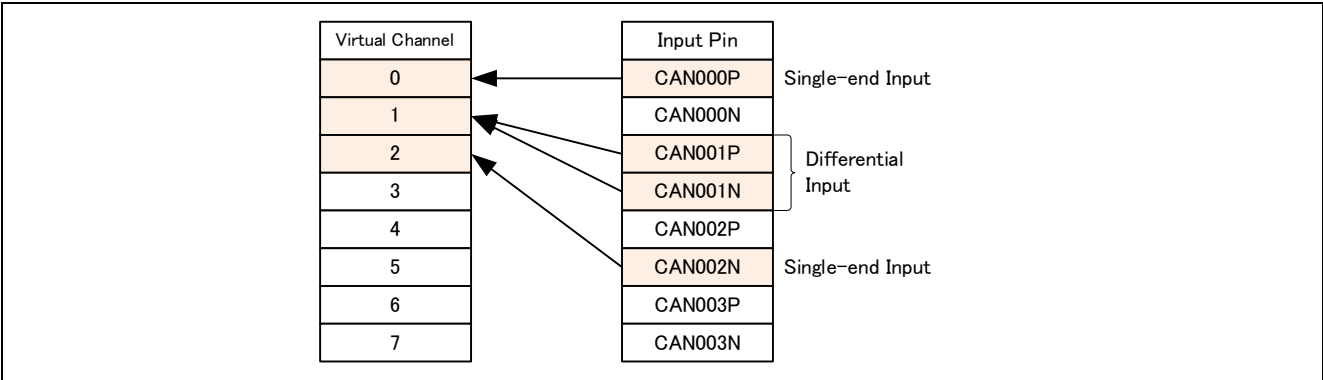 Virtual Channel
0
1
2
3
4
5
6
7
Input Pin
CAN000P
CAN000N
CAN001P
CAN001N
CAN002P
CAN002N
CAN003P
CAN003N
Single-end Input
Differential
Input
Single-end Input